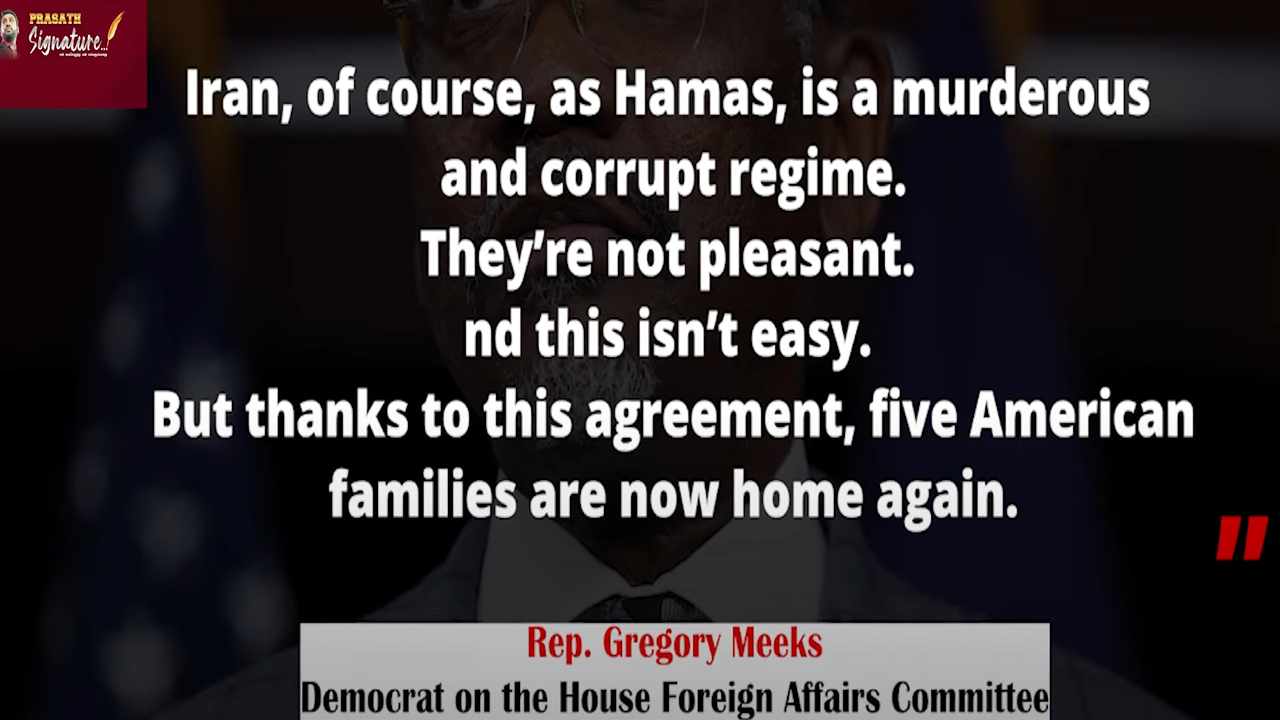 PRASATH
Signature..!
Iran, of course, as Hamas, is a murderous
and corrupt regime.
They’re not pleasant.
nd this isn’t easy.
But thanks to this agreement, five American
families are now home again.
"
Rep. Gregory Meeks
Democrat on the House Foreign Affairs Committee